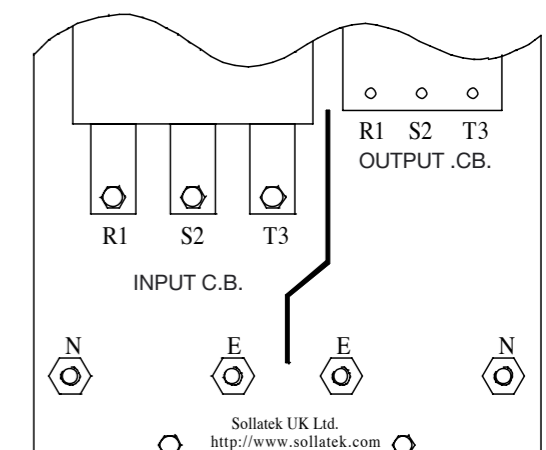 R1 S2 T3
OUTPUT .CB.
R1 S2 T3
INPUT C.B.
N E E N
Sollatek UK Ltd.
http://www.sollatek.com